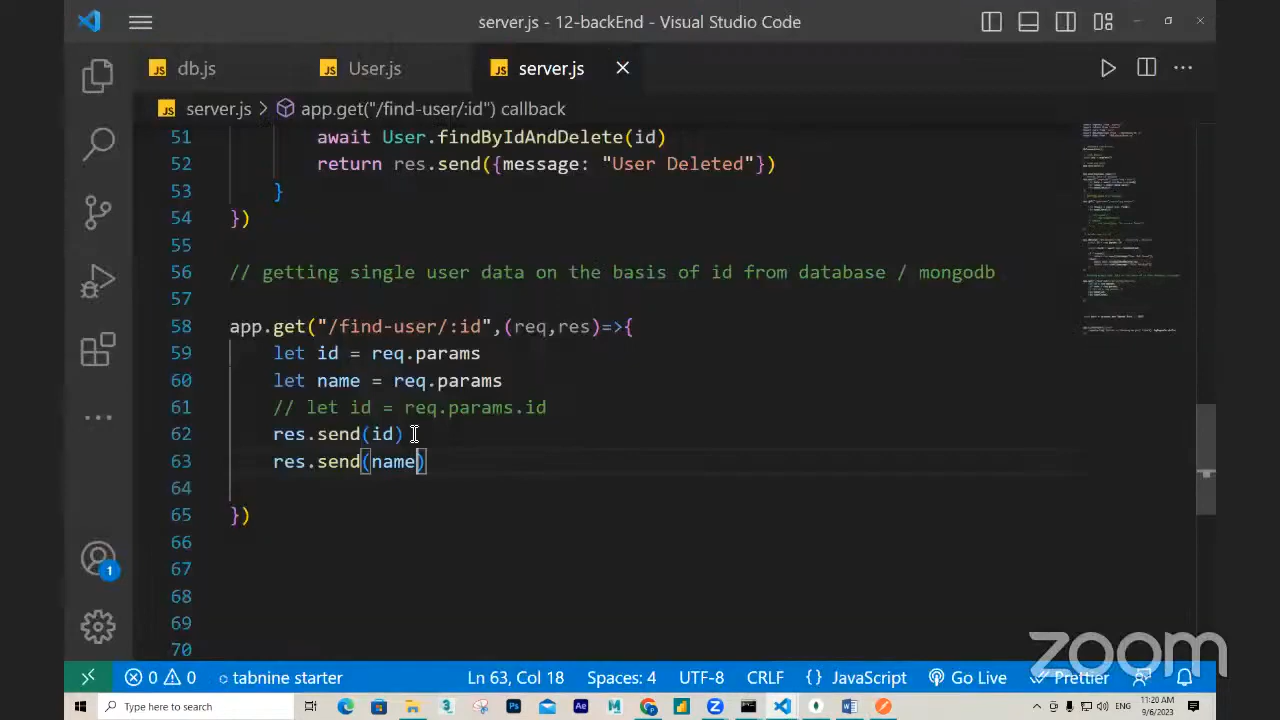 server.js - 12-backEnd - Visual Studio Code
JS db.js JS User.js JS server.js
JS server.js > app.get("/find-user/:id") callback
51 await User.findByIdAndDelete(id)
52 return res.send({message: "User Deleted"})
53 }
54 })
55
56 // getting single user data on the basis of id from database / mongodb
57
58 app.get("/find-user/:id",(req,res)=>{
59 let id = req.params
60 let name = req.params
61 // let id = req.params.id
62 res.send(id)
63 res.send(name)
64
65 })
66
67
68
69
70
1
zoom
0 0 tabnine starter Ln 63, Col 18 Spaces: 4 UTF-8 CRLF {} JavaScript Go Live Prettier
Type here to search
11:20 AM
9/6/2023